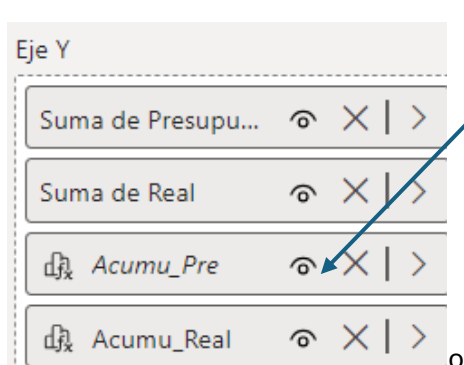 Eje Y
Suma de Presupu...
Suma de Real
Acumu_Pre
Acumu_Real
o